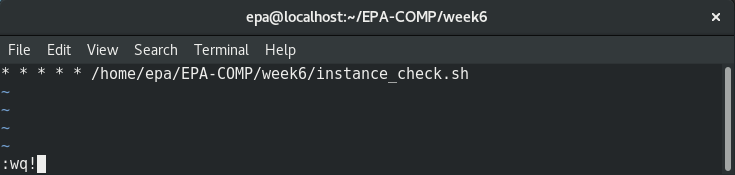 epa@localhost:~/EPA-COMP/week6 ×
File Edit View Search Terminal Help
* * * * * /home/epa/EPA-COMP/week6/instance_check.sh
~
~
~
~
:wq!